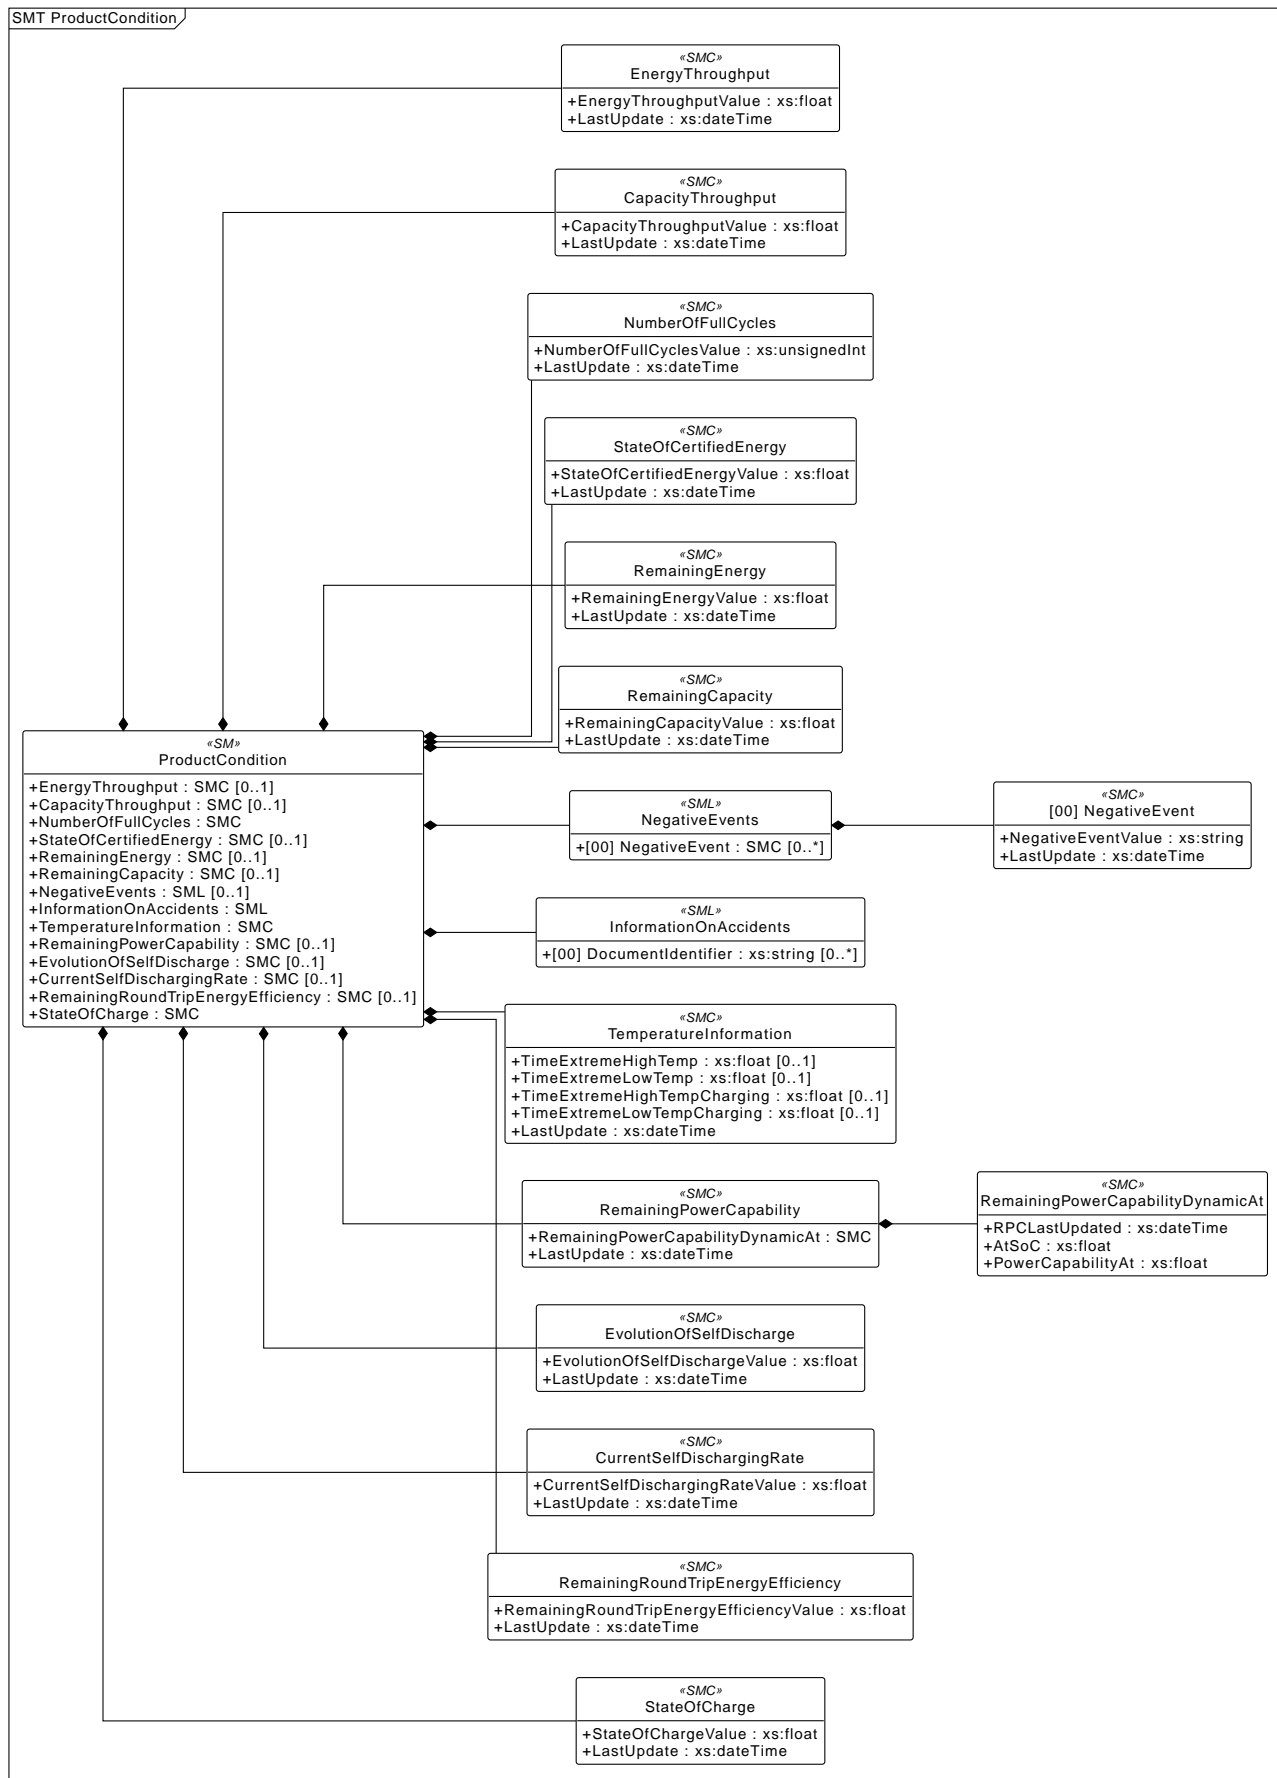 SMT ProductCondition
«SMC»
EnergyThroughput
+EnergyThroughputValue : xs:float
+LastUpdate : xs:dateTime
«SMC»
CapacityThroughput
+CapacityThroughputValue : xs:float
+LastUpdate : xs:dateTime
«SMC»
NumberOfFullCycles
+NumberOfFullCyclesValue : xs:unsignedInt
+LastUpdate : xs:dateTime
«SMC»
StateOfCertifiedEnergy
+StateOfCertifiedEnergyValue : xs:float
+LastUpdate : xs:dateTime
«SMC»
RemainingEnergy
+RemainingEnergyValue : xs:float
+LastUpdate : xs:dateTime
«SMC»
RemainingCapacity
+RemainingCapacityValue : xs:float
+LastUpdate : xs:dateTime
«SM»
ProductCondition
+EnergyThroughput : SMC [0..1]
+CapacityThroughput : SMC [0..1]
+NumberOfFullCycles : SMC
+StateOfCertifiedEnergy : SMC [0..1]
+RemainingEnergy : SMC [0..1]
+RemainingCapacity : SMC [0..1]
+NegativeEvents : SML [0..1]
+InformationOnAccidents : SML
+TemperatureInformation : SMC
+RemainingPowerCapability : SMC [0..1]
+EvolutionOfSelfDischarge : SMC [0..1]
+CurrentSelfDischargingRate : SMC [0..1]
+RemainingRoundTripEnergyEfficiency : SMC [0..1]
+StateOfCharge : SMC
«SML»
NegativeEvents
+[00] NegativeEvent : SMC [0..*]
«SMC»
[00] NegativeEvent
+NegativeEventValue : xs:string
+LastUpdate : xs:dateTime
«SML»
InformationOnAccidents
+[00] DocumentIdentifier : xs:string [0..*]
«SMC»
TemperatureInformation
+TimeExtremeHighTemp : xs:float [0..1]
+TimeExtremeLowTemp : xs:float [0..1]
+TimeExtremeHighTempCharging : xs:float [0..1]
+TimeExtremeLowTempCharging : xs:float [0..1]
+LastUpdate : xs:dateTime
«SMC»
RemainingPowerCapability
+RemainingPowerCapabilityDynamicAt : SMC
+LastUpdate : xs:dateTime
«SMC»
RemainingPowerCapabilityDynamicAt
+RPCLastUpdated : xs:dateTime
+AtSoC : xs:float
+PowerCapabilityAt : xs:float
«SMC»
EvolutionOfSelfDischarge
+EvolutionOfSelfDischargeValue : xs:float
+LastUpdate : xs:dateTime
«SMC»
CurrentSelfDischargingRate
+CurrentSelfDischargingRateValue : xs:float
+LastUpdate : xs:dateTime
«SMC»
RemainingRoundTripEnergyEfficiency
+RemainingRoundTripEnergyEfficiencyValue : xs:float
+LastUpdate : xs:dateTime
«SMC»
StateOfCharge
+StateOfChargeValue : xs:float
+LastUpdate : xs:dateTime